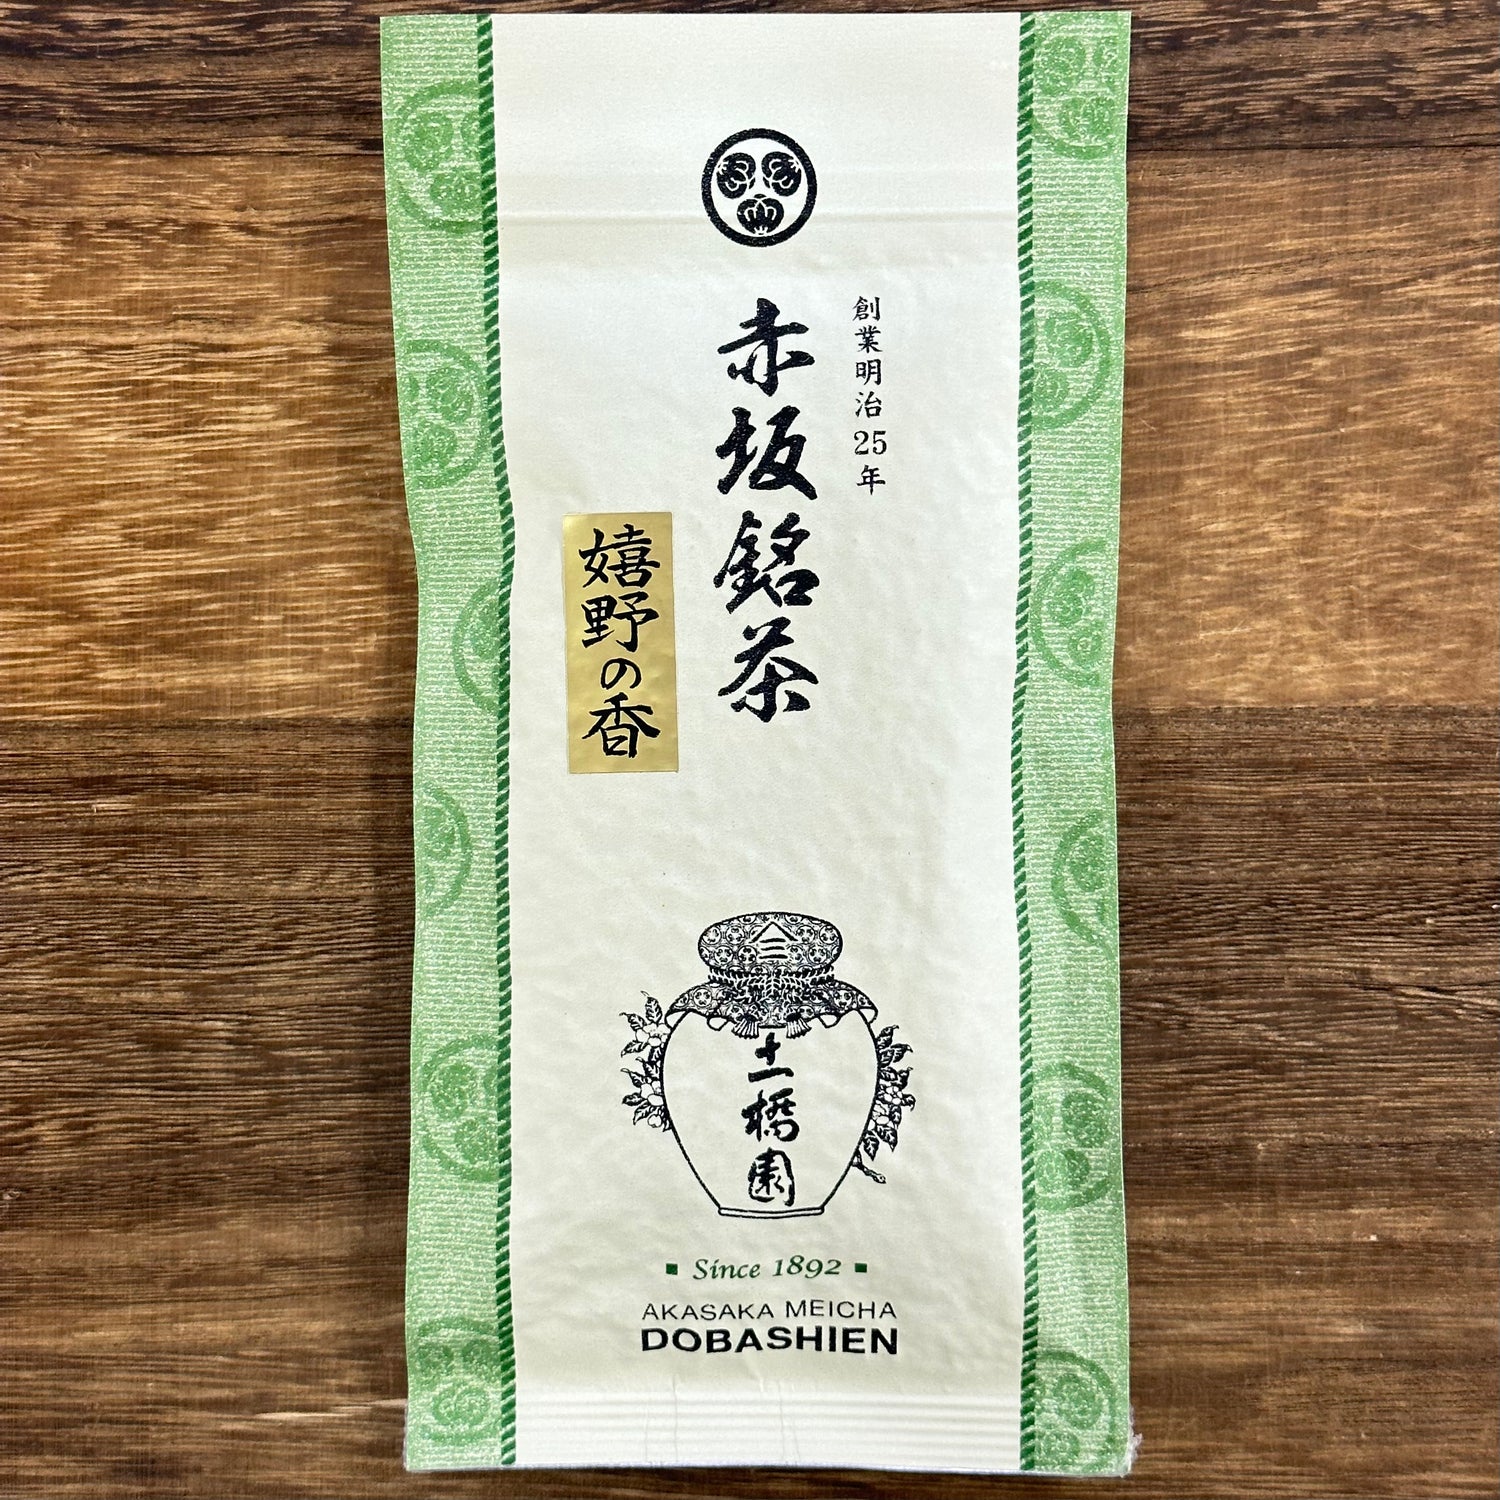 創業明治25年
赤坂銘茶
嬉野の香
三
土橋園
Since 1892
AKASAKA MEICHA
DOBASHIEN